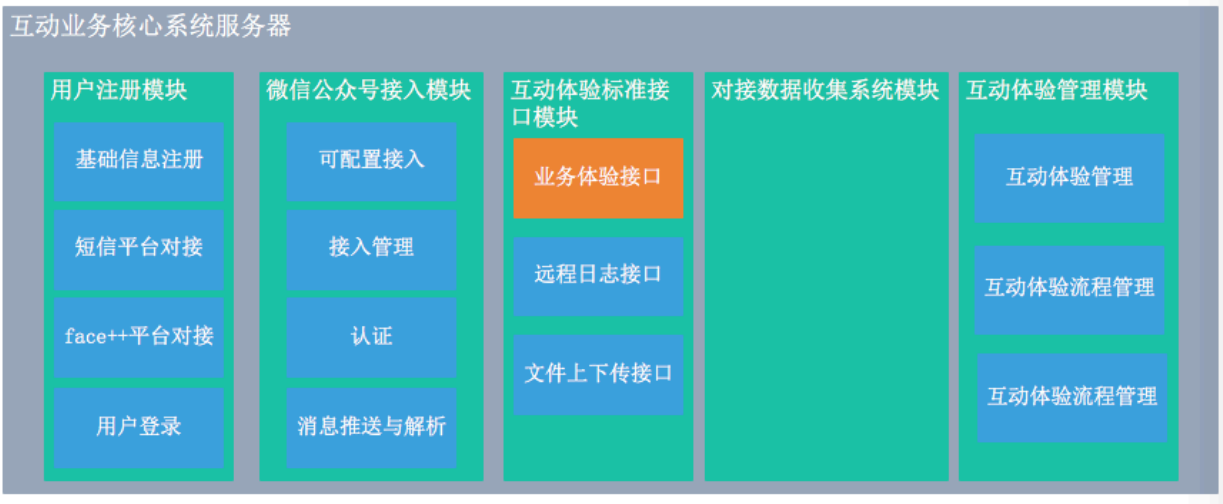 互动业务核心系统服务器
用户注册模块
基础信息注册
短信平台对接
face++平台对接
用户登录
微信公众号接入模块
可配置接入
接入管理
认证
消息推送与解析
互动体验标准接
口模块
业务体验接口
远程日志接口
文件上下传接口
对接数据收集系统模块
互动体验管理模块
互动体验管理
互动体验流程管理
互动体验流程管理